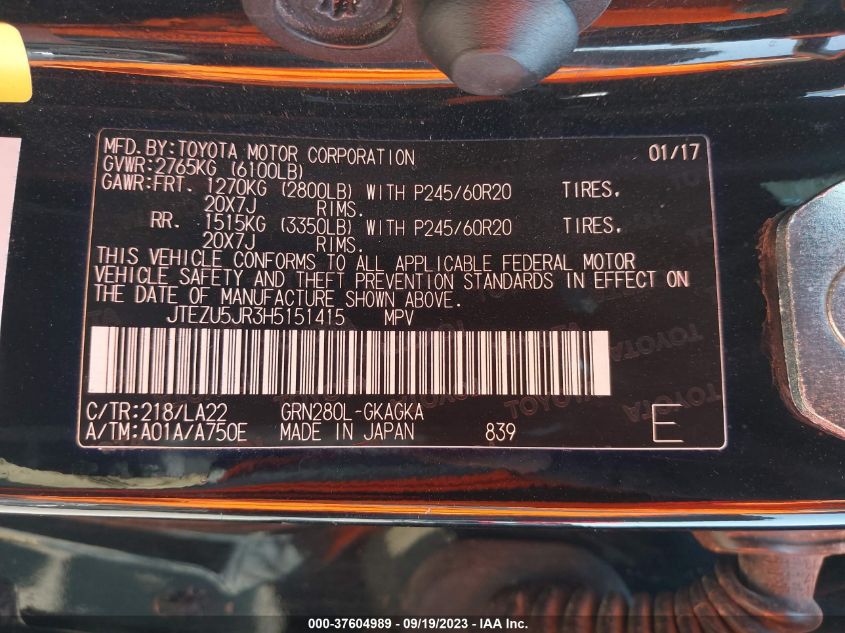 MFD.BY:TOYOTA MOTOR CORPORATION 01/17
GVWR:2765KG (6100LB)
GAWR:FRT. 1270KG (2800LB) WITH P245/60R20 TIRES.
20X7J RIMS.
RR. 1515KG (3350LB) WITH P245/60R20 TIRES.
20X7J RIMS.
THIS VEHICLE CONFORMS TO ALL APPLICABLE FEDERAL MOTOR
VEHICLE SAFETY AND THEFT PREVENTION STANDARDS IN EFFECT ON
THE DATE OF MANUFACTURE SHOWN ABOVE.
JTEZU5JR3H5151415 MPV
C/TR:218/LA22 GRN280L-GKAGKA
A/TM:A01A/A750E MADE IN JAPAN 839 E
000-37604989 - 09/19/2023 - IAA Inc.